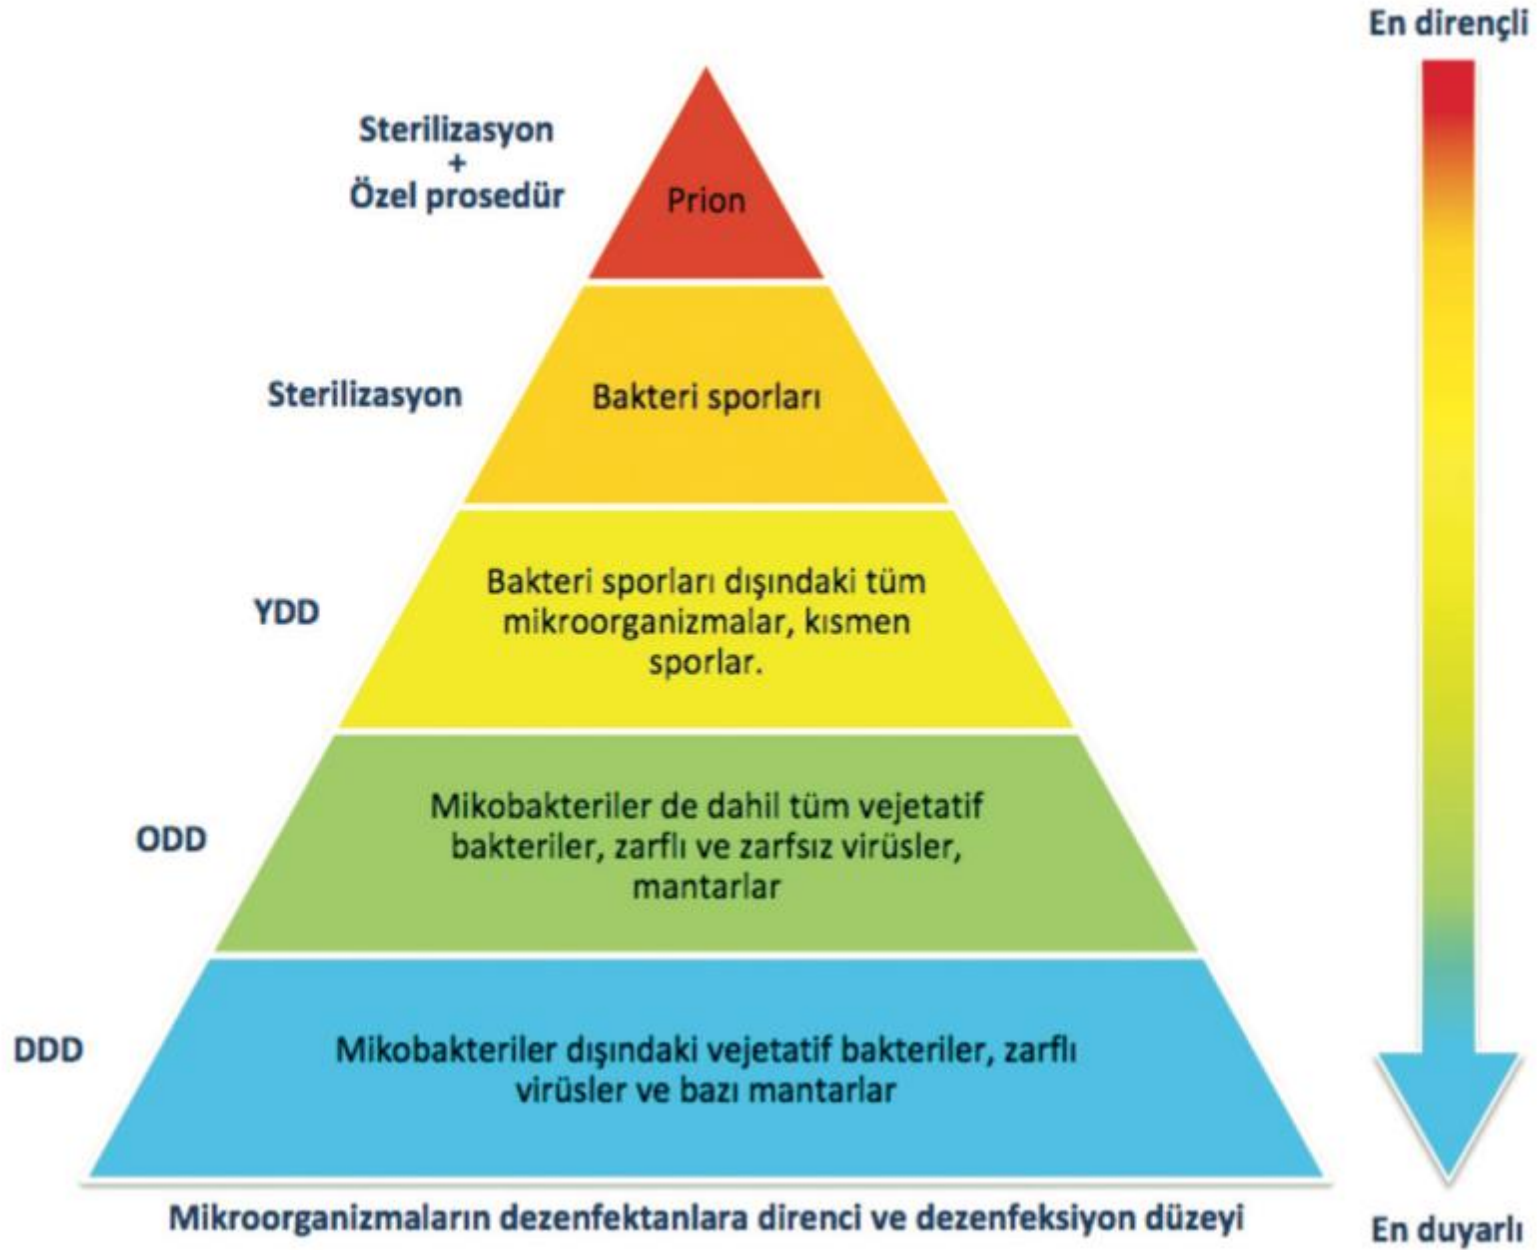 En dirençli
Sterilizasyon
+
Özel prosedür
Prion
Sterilizasyon
Bakteri sporları
YDD
Bakteri sporları dışındaki tüm
mikroorganizmalar, kısmen
sporlar.
ODD
Mikobakteriler de dahil tüm vejetatif
bakteriler, zarflı ve zarfsız virüsler,
mantarlar
DDD
Mikobakteriler dışındaki vejetatif bakteriler, zarflı
virüsler ve bazı mantarlar
Mikroorganizmaların dezenfektanlara direnci ve dezenfeksiyon düzeyi
En duyarlı